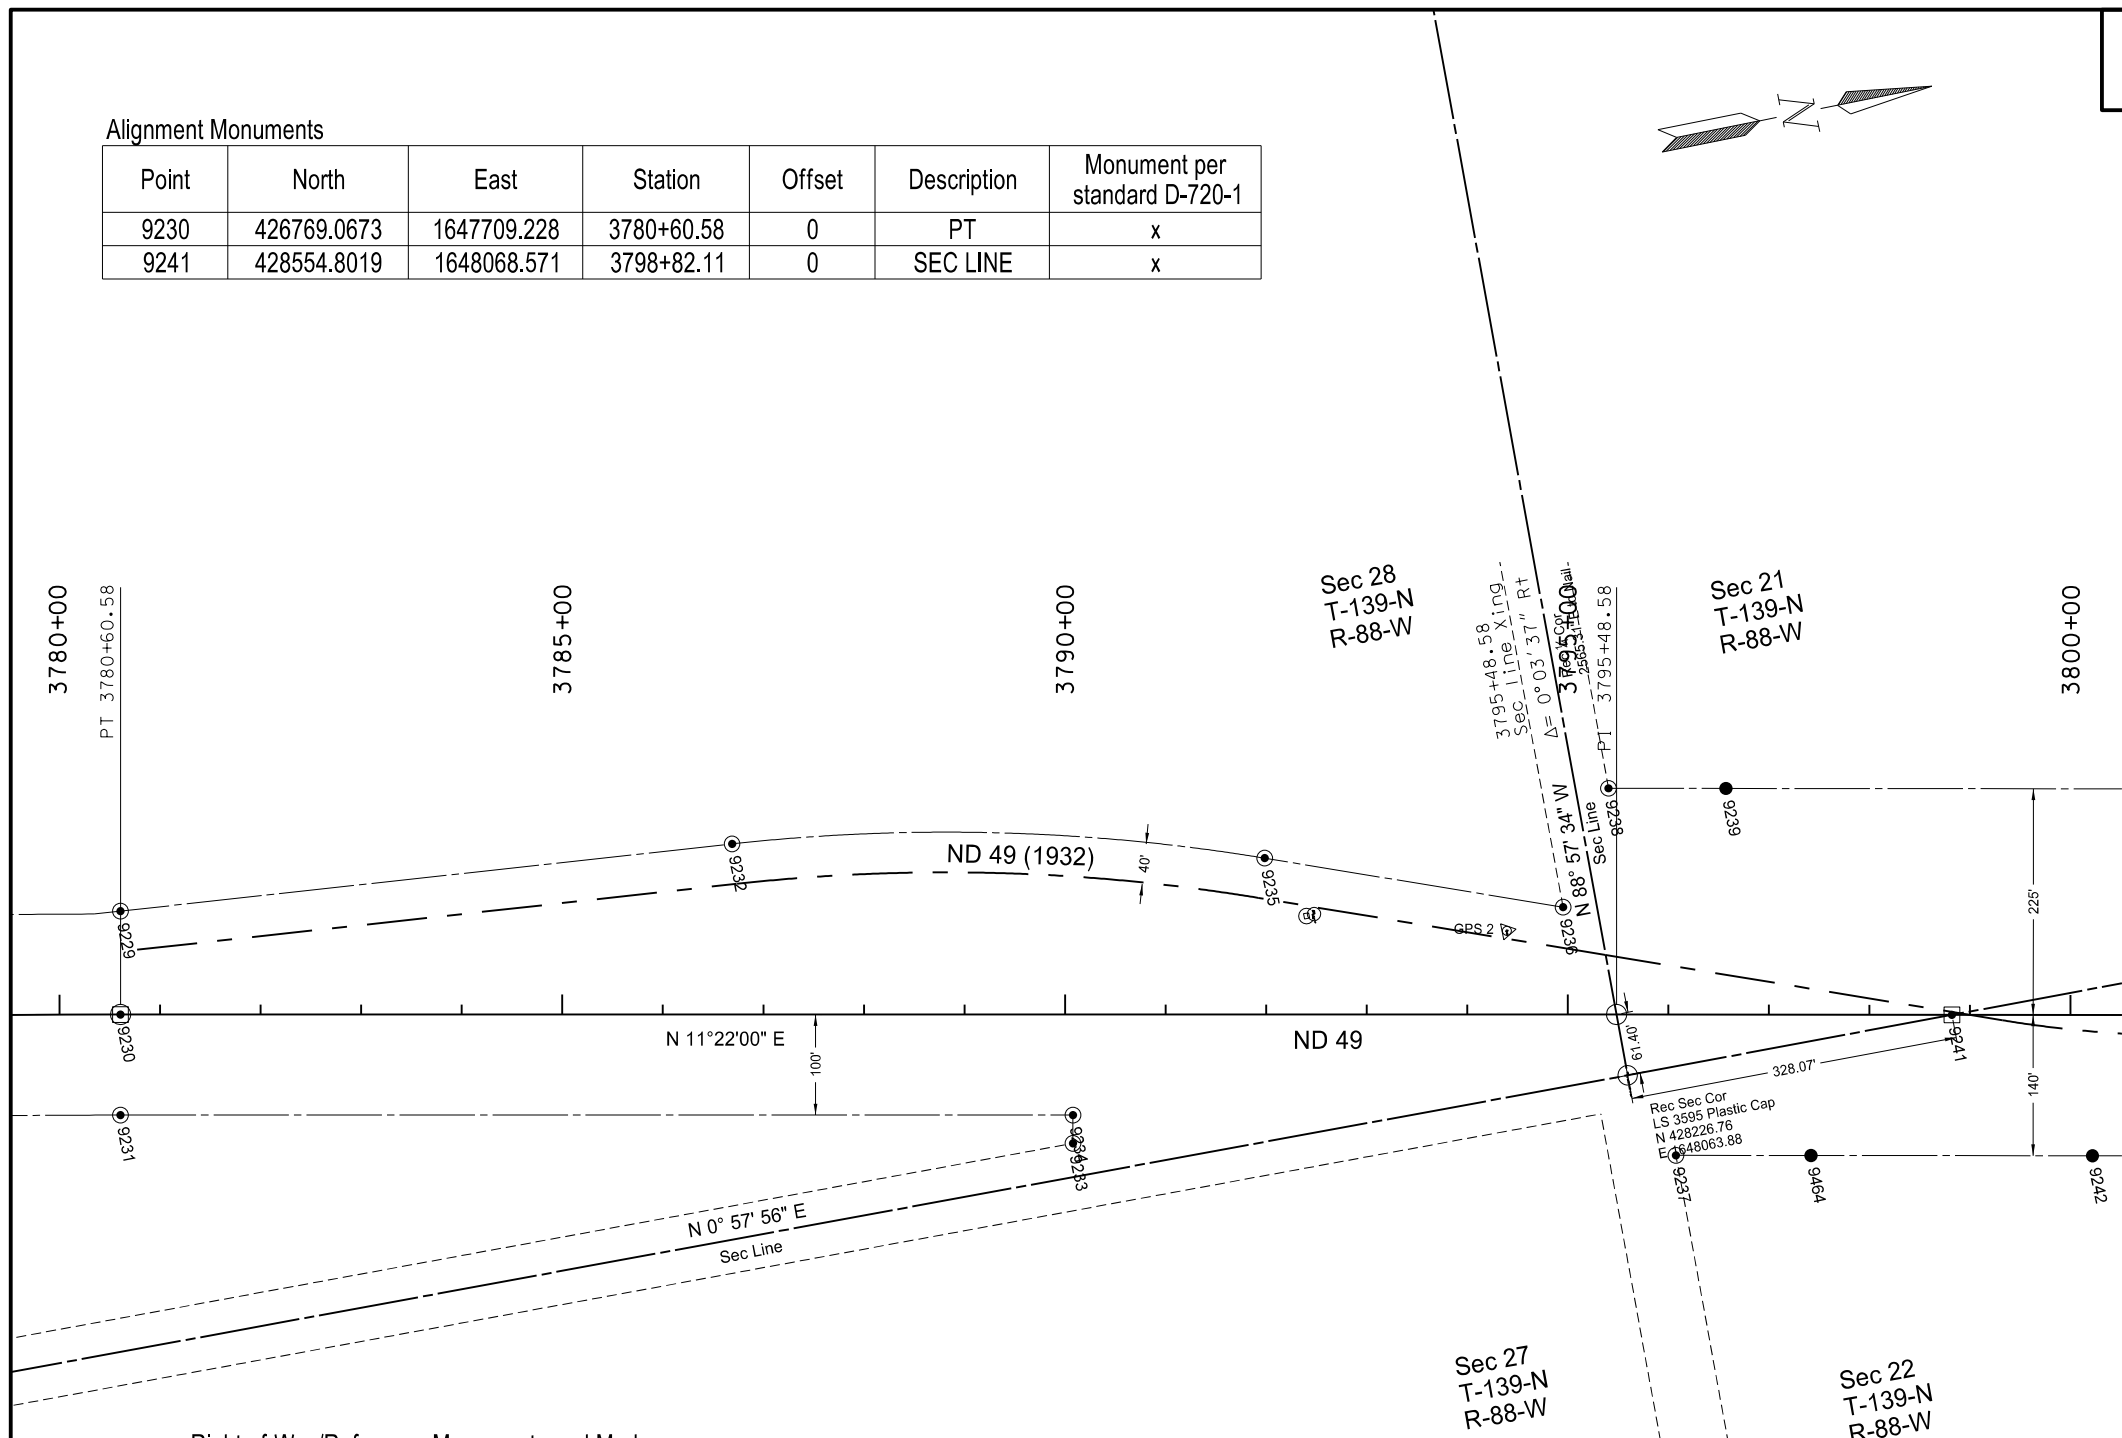 N
Alignment Monuments
Point North East Station Offset Description Monument per standard D-720-1
9230 426769.0673 1647709.228 3780+60.58 0 PT x
9241 428554.8019 1648068.571 3798+82.11 0 SEC LINE x
3780+00
PT 3780+60.58
3785+00
3790+00
Sec 28
T-139-N
R-88-W
3795+48.58
Sec Line Xing
Δ= 0°03'37" Rt
3795+00
PI 3795+48.58
Sec 21
T-139-N
R-88-W
3800+00
N 88° 57' 34" W
Sec Line
9238
9239
225'
9232
ND 49 (1932)
40'
9235
GPS 2
9236
9229
9230
N 11°22'00" E
100'
ND 49
61.40'
328.07'
9241
140'
Rec Sec Cor
LS 3595 Plastic Cap
N 428226.76
E 1648063.88
9231
9234
9233
9237
9464
9242
N 0° 57' 56" E
Sec Line
Sec 27
T-139-N
R-88-W
Sec 22
T-139-N
R-88-W